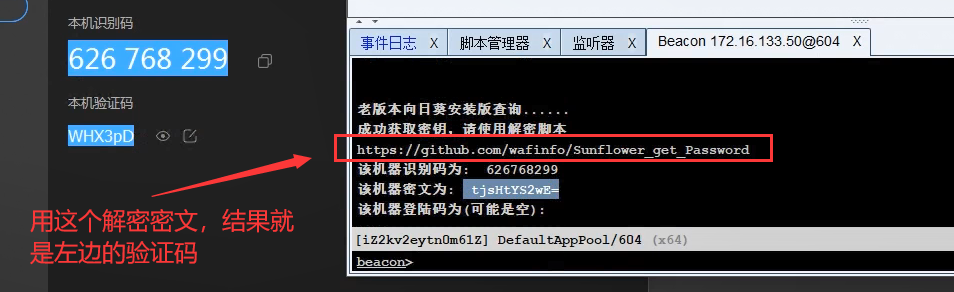 本机识别码
626 768 299
本机验证码
WHX3pD
用这个解密密文，结果就
是左边的验证码
事件日志 X
脚本管理器 X
监听器 X
Beacon 172.16.133.50@604 X
老版本向日葵安装版查询......
成功获取密钥，请使用解密脚本
https://github.com/wafinfo/Sunflower_get_Password
该机器识别码为： 626768299
该机器密文为： tjsHtYS2wE=
该机器登陆码为(可能是空)：
[iZ2kv2eytn0m61Z] DefaultAppPool/604 (x64)
beacon>